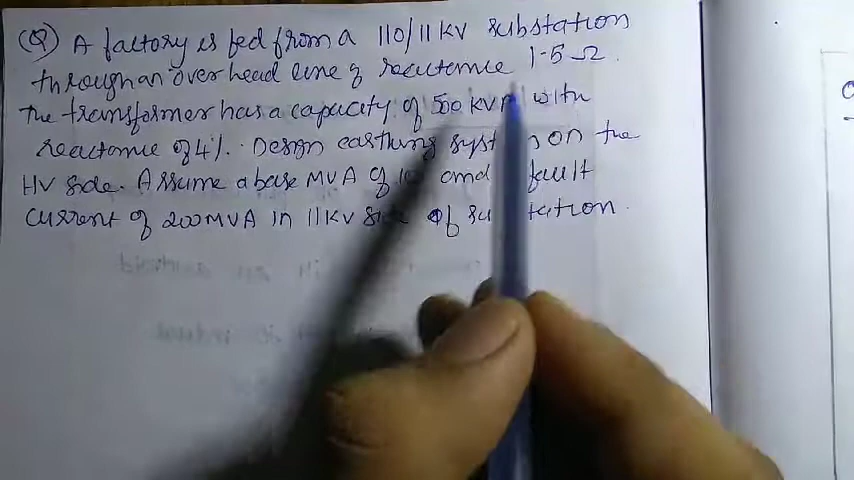 (Q) A factory is fed from a 110/11 KV substation
through an over head line of reactance 1.5 Ω.
The transformer has a capacity of 500 KVA with
reactance of 4%. Design earthing on the
HV side. Assume a base MVA of and fault
current of 200 MVA in 11KV of substation.